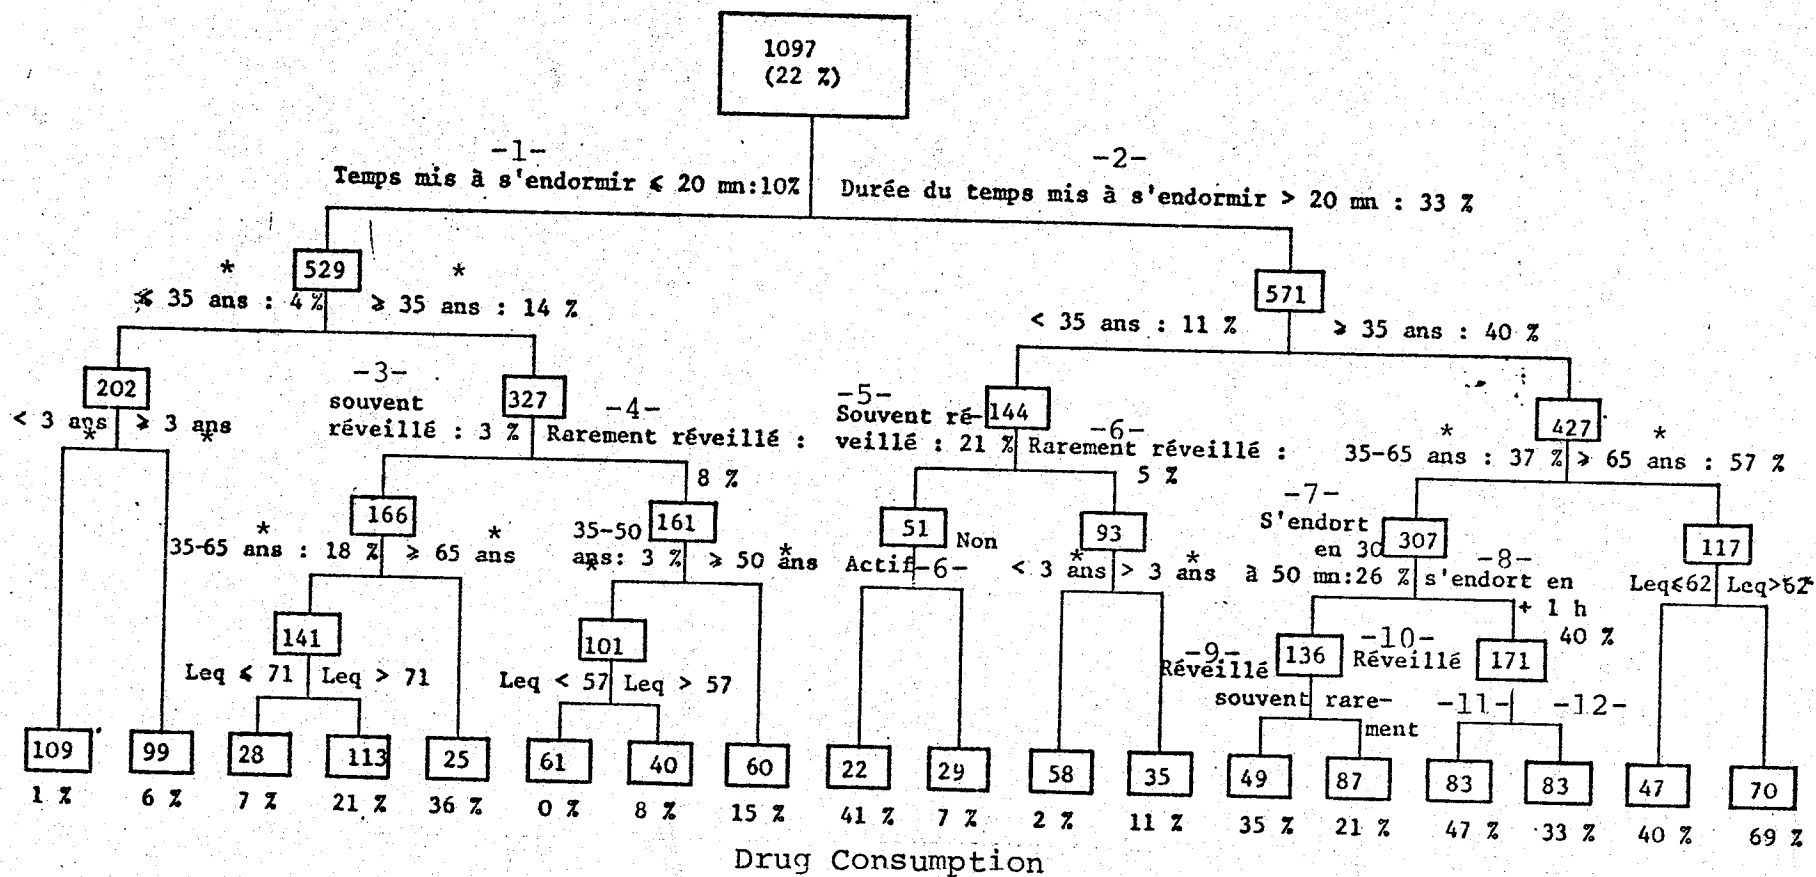 1097
(22 %)
-1-
-2-
Temps mis à s'endormir ⩽ 20 mn:10%
Durée du temps mis à s'endormir > 20 mn : 33 %
529
571
* *
⩽ 35 ans : 4 % ⩾ 35 ans : 14 %
< 35 ans : 11 % ⩾ 35 ans : 40 %
202
327
144
427
< 3 ans ⩾ 3 ans
* *
-3-
souvent
réveillé : 3 %
-4-
Rarement réveillé :
8 %
-5-
Souvent ré-
veillé : 21 %
-6-
Rarement réveillé :
5 %
* *
35-65 ans : 37 % ⩾ 65 ans : 57 %
166
161
51
93
307
117
* *
35-65 ans : 18 % ⩾ 65 ans
35-50
ans: 3 % ⩾ 50 ans
* *
Non
Actif -6-
* *
< 3 ans > 3 ans
-7-
S'endort
en 30
à 50 mn:26 %
-8-
s'endort en
+ 1 h
40 %
Leq⩽62 Leq>62*
141
101
136
171
Leq ⩽ 71 Leq > 71
Leq < 57 Leq > 57
-9-
Réveillé
souvent
-10-
Réveillé
rare-
ment
-11- -12-
109 99 28 113 25 61 40 60 22 29 58 35 49 87 83 83 47 70
1 % 6 % 7 % 21 % 36 % 0 % 8 % 15 % 41 % 7 % 2 % 11 % 35 % 21 % 47 % 33 % 40 % 69 %
Drug Consumption